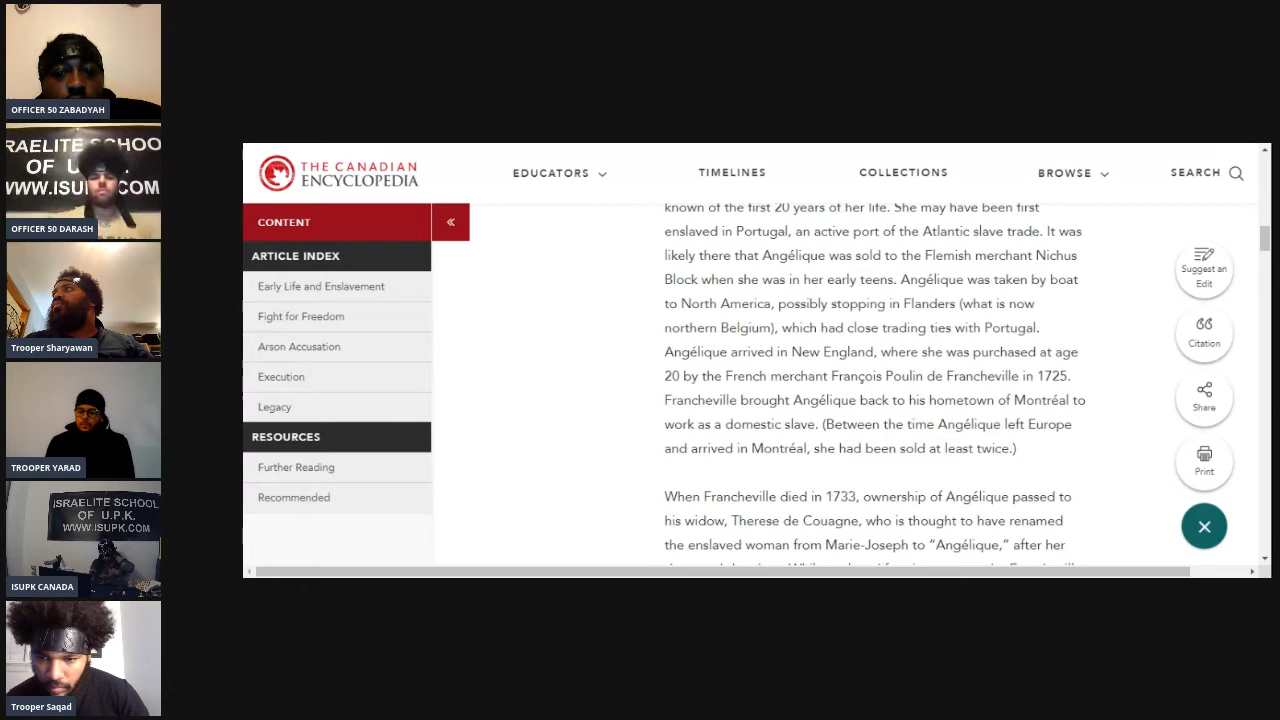 OFFICER 50 ZABADYAH
RAELITE SCHOO
OF U.P.K.
WWW.ISU COM
OFFICER 50 DARASH
Trooper Sharyawan
TROOPER YARAD
ISRAELITE SCHOOL
OF U.P.K.
WWW.ISUPK.COM
ISUPK CANADA
Trooper Saqad
THE CANADIAN
ENCYCLOPEDIA
EDUCATORS
TIMELINES
COLLECTIONS
BROWSE
SEARCH
CONTENT
«
ARTICLE INDEX
Early Life and Enslavement
Fight for Freedom
Arson Accusation
Execution
Legacy
RESOURCES
Further Reading
Recommended
known of the first 20 years of her life. She may have been first
enslaved in Portugal, an active port of the Atlantic slave trade. It was
likely there that Angélique was sold to the Flemish merchant Nichus
Block when she was in her early teens. Angélique was taken by boat
to North America, possibly stopping in Flanders (what is now
northern Belgium), which had close trading ties with Portugal.
Angélique arrived in New England, where she was purchased at age
20 by the French merchant François Poulin de Francheville in 1725.
Francheville brought Angélique back to his hometown of Montréal to
work as a domestic slave. (Between the time Angélique left Europe
and arrived in Montréal, she had been sold at least twice.)
When Francheville died in 1733, ownership of Angélique passed to
his widow, Therese de Couagne, who is thought to have renamed
the enslaved woman from Marie-Joseph to “Angélique,” after her
Suggest an
Edit
Citation
Share
Print